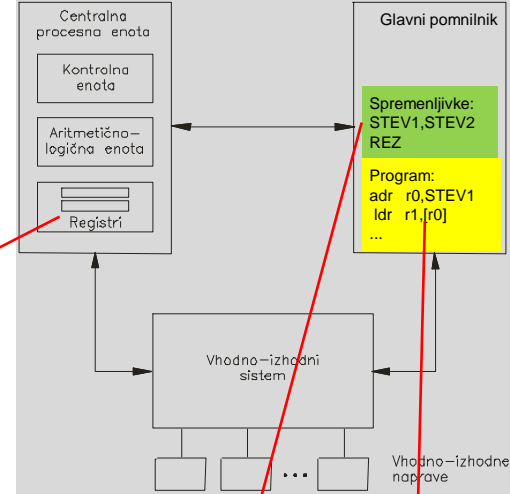 Centralna
procesna enota
Kontrolna
enota
Aritmetično-
logična enota
Registri
Glavni pomnilnik
Spremenljivke:
STEV1,STEV2
REZ
Program:
adr r0,STEV1
ldr r1,[r0]
...
Vhodno-izhodni
sistem
...
Vhodno-izhodne
naprave